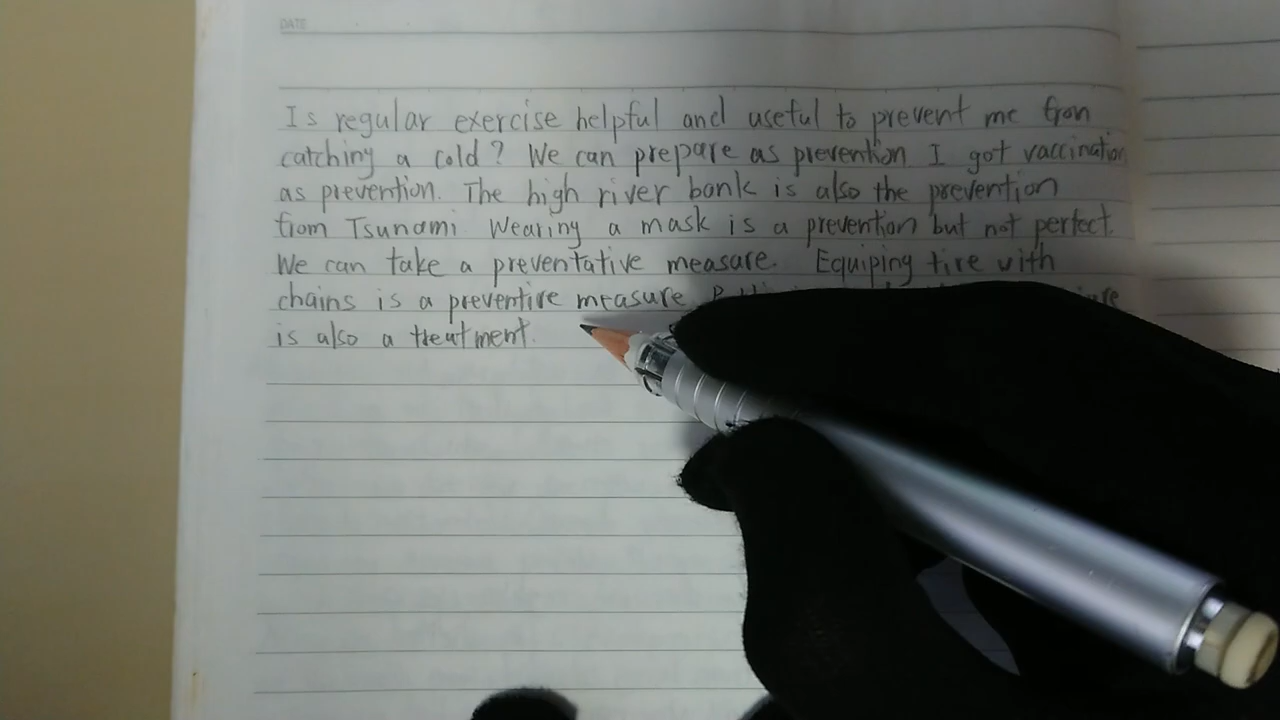 DATE
Is regular exercise helpful and useful to prevent me fron
catching a cold? We can prepare as prevention. I got vaccination
as prevention. The high river bank is also the prevention
from Tsunami. Wearing a mask is a prevention but not perfect.
We can take a preventative measure. Equiping tire with
chains is a preventive measure.
is also a treatment.